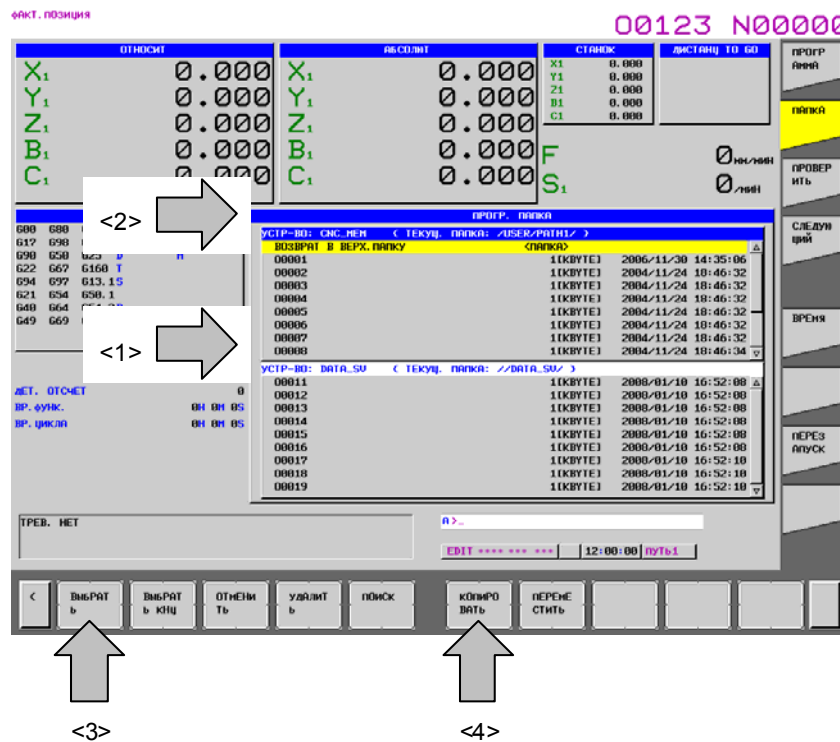 ФАКТ. ПОЗИЦИЯ
O0123 N00000
ОТНОСИТ
X1 0.000
Y1 0.000
Z1 0.000
B1 0.000
C1 0.000
АБСОЛЮТ
X1 0.000
Y1 0.000
Z1 0.000
B1 0.000
C1 0.000
СТАНОК
X1 0.000
Y1 0.000
Z1 0.000
B1 0.000
C1 0.000
ДИСТАНЦ TO GO
F 0мм/мин
S1 0/мин
ПРОГР
АММА
ПАПКА
ПРОВЕР
ИТЬ
СЛЕДУЮ
ЩИЙ
ВРЕМЯ
ПЕРЕЗ
АПУСК
<2>
<1>
G00 G80
G17 G98
G90 G50 G25 D M
G22 G67 G160 T
G94 G97 G13.1S
G21 G54 G50.1
G40 G64
G49 G69
ДЕТ. ОТСЧЕТ 0
ВР.ФУНК. 0H 0M 0S
ВР.ЦИКЛА 0H 0M 0S
ПРОГР. ПАПКА
УСТР-ВО: CNC_MEM ( ТЕКУЩ. ПАПКА: /USER/PATH1/ )
ВОЗВРАТ В ВЕРХ.ПАПКУ <ПАПКА>
O0001 1[KBYTE] 2006/11/30 14:35:06
O0002 1[KBYTE] 2004/11/24 18:46:32
O0003 1[KBYTE] 2004/11/24 18:46:32
O0004 1[KBYTE] 2004/11/24 18:46:32
O0005 1[KBYTE] 2004/11/24 18:46:32
O0006 1[KBYTE] 2004/11/24 18:46:32
O0007 1[KBYTE] 2004/11/24 18:46:32
O0008 1[KBYTE] 2004/11/24 18:46:34
УСТР-ВО: DATA_SV ( ТЕКУЩ. ПАПКА: //DATA_SV/ )
O0011 1[KBYTE] 2008/01/10 16:52:08
O0012 1[KBYTE] 2008/01/10 16:52:08
O0013 1[KBYTE] 2008/01/10 16:52:08
O0014 1[KBYTE] 2008/01/10 16:52:08
O0015 1[KBYTE] 2008/01/10 16:52:08
O0016 1[KBYTE] 2008/01/10 16:52:08
O0017 1[KBYTE] 2008/01/10 16:52:10
O0018 1[KBYTE] 2008/01/10 16:52:10
O0019 1[KBYTE] 2008/01/10 16:52:10
ТРЕВ. НЕТ
A>_
EDIT **** *** *** 12:00:00 ПУТЬ1
<
ВЫБРАТ
Ь
ВЫБРАТ
Ь КНЦ
ОТМЕНИ
ТЬ
УДАЛИТ
Ь
ПОИСК
КОПИРО
ВАТЬ
ПЕРЕМЕ
СТИТЬ
<3>
<4>